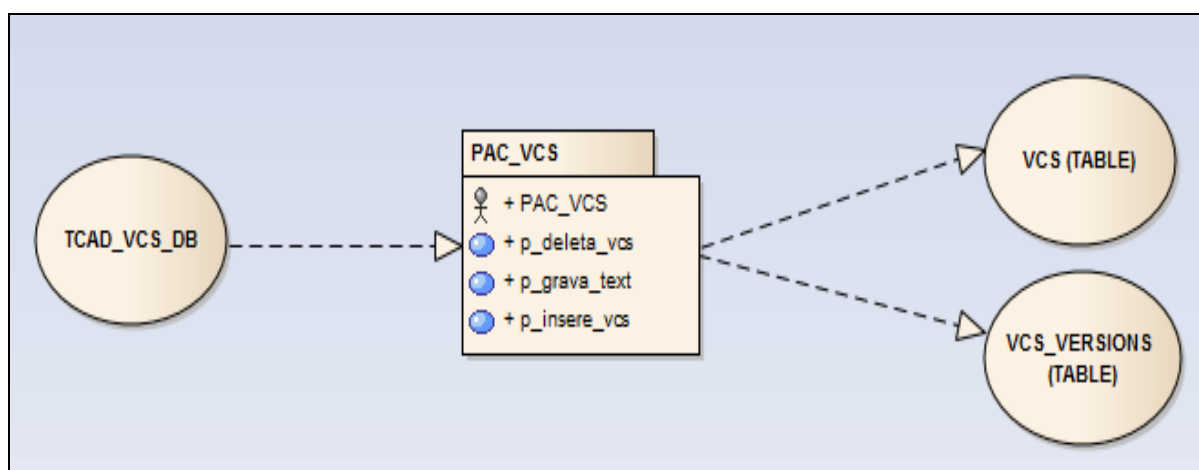 TCAD_VCS_DB
PAC_VCS
+ PAC_VCS
+ p_deleta_vcs
+ p_grava_text
+ p_insere_vcs
VCS (TABLE)
VCS_VERSIONS
(TABLE)